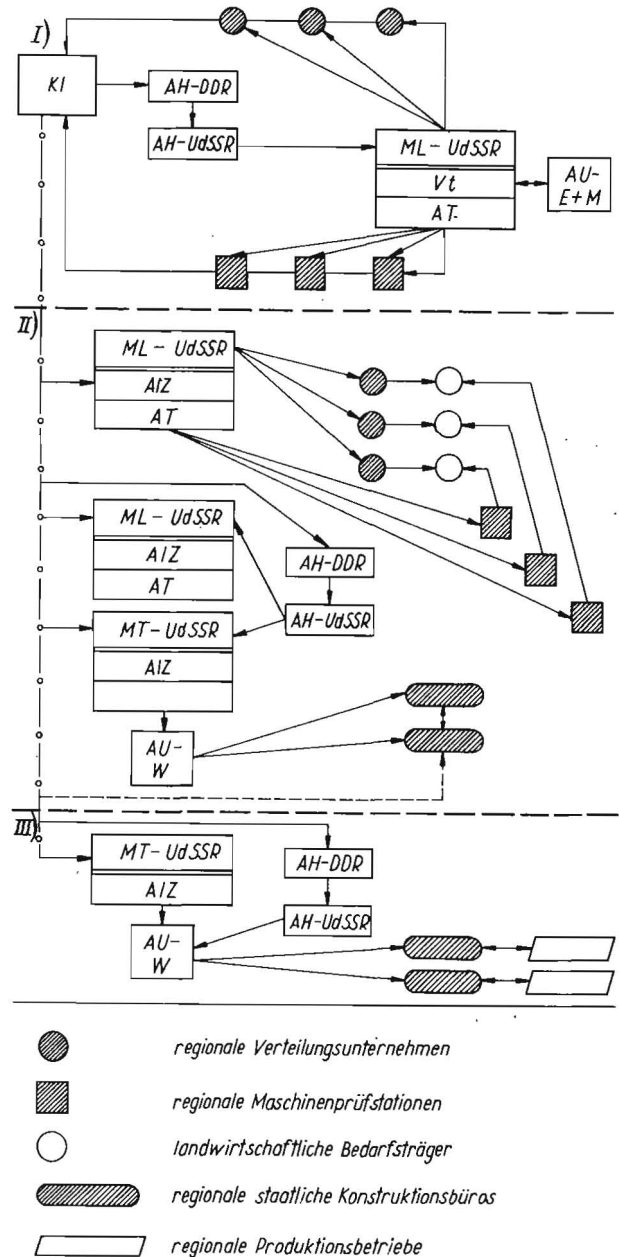 I)
KI
AH-DDR
AH-UdSSR
ML-UdSSR
Vt
AT
AU-
E+M
II)
ML-UdSSR
AIZ
AT
ML-UdSSR
AIZ
AT
AH-DDR
AH-UdSSR
MT-UdSSR
AIZ
AU-
W
III)
MT-UdSSR
AIZ
AU-
W
AH-DDR
AH-UdSSR
regionale Verteilungsunternehmen
regionale Maschinenprüfstationen
landwirtschaftliche Bedarfsträger
regionale staatliche Konstruktionsbüros
regionale Produktionsbetriebe